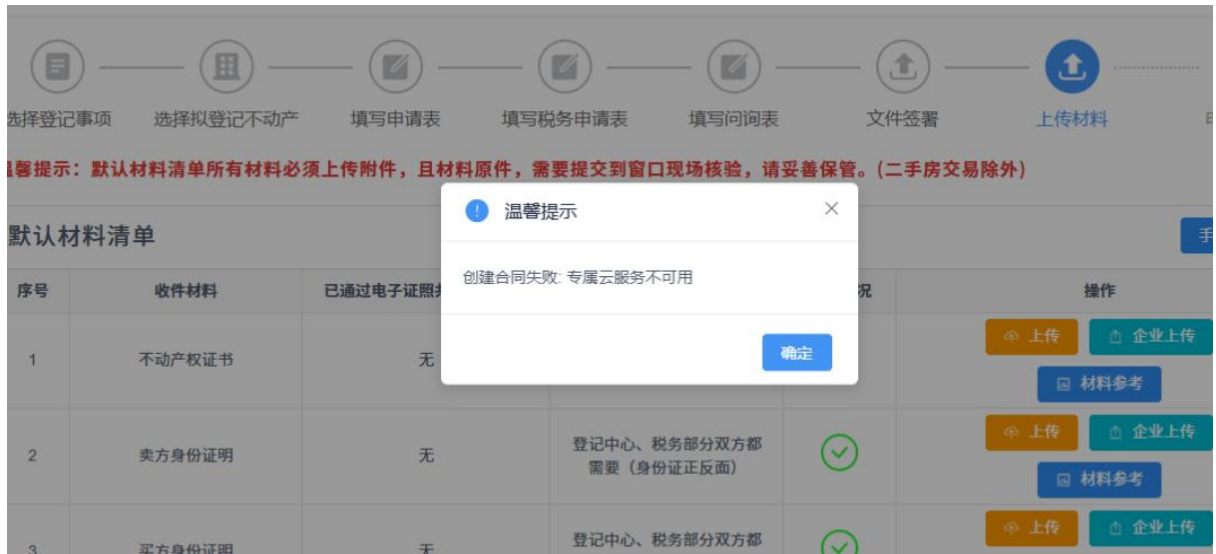 选择登记事项
选择拟登记不动产
填写申请表
填写税务申请表
填写问询表
文件签署
上传材料
温馨提示：默认材料清单所有材料必须上传附件，且材料原件，需要提交到窗口现场核验，请妥善保管。(二手房交易除外)
温馨提示
创建合同失败: 专属云服务不可用
确定
默认材料清单
手
序号
收件材料
已通过电子证照
况
操作
1
不动产权证书
无
上传
企业上传
材料参考
2
卖方身份证明
无
登记中心、税务部分双方都
需要（身份证正反面）
上传
企业上传
材料参考
3
买方身份证明
无
登记中心、税务部分双方都
上传
企业上传